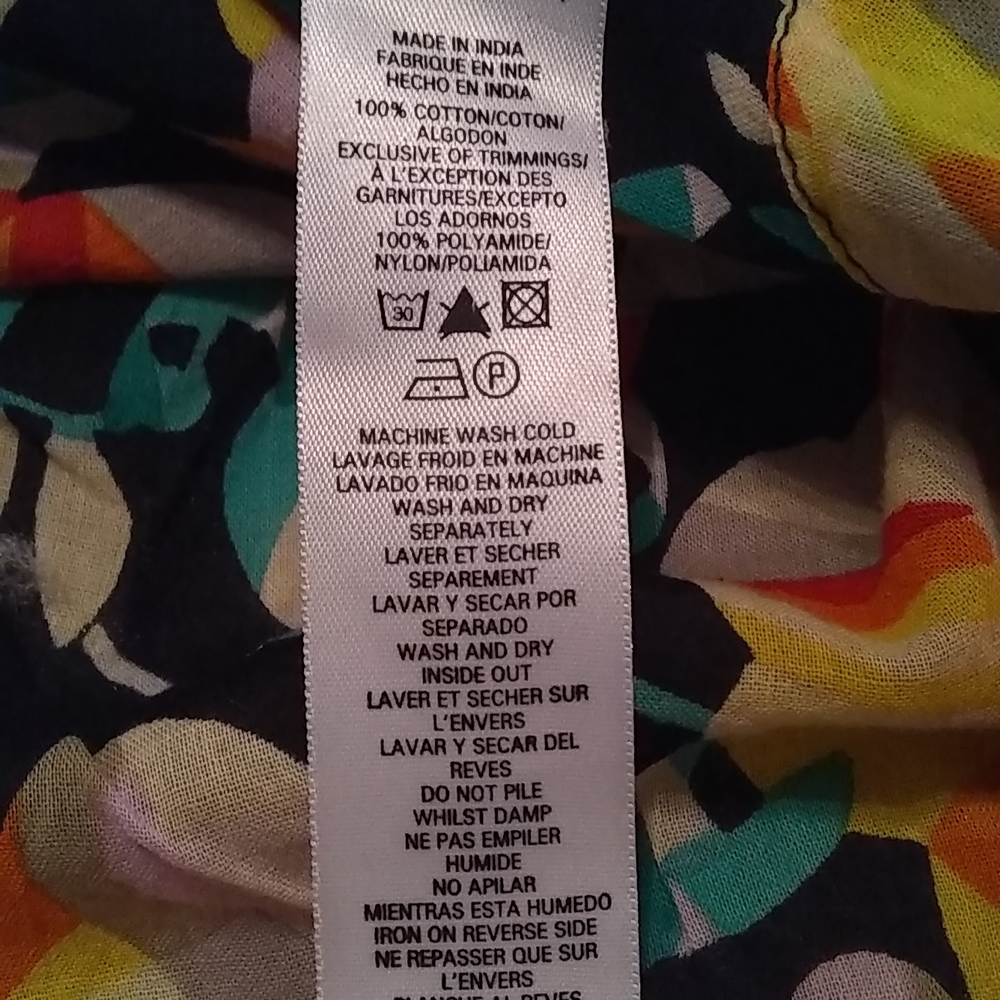 MADE IN INDIA
FABRIQUE EN INDE
HECHO EN INDIA
100% COTTON/COTON/
ALGODON
EXCLUSIVE OF TRIMMINGS/
À L'EXCEPTION DES
GARNITURES/EXCEPTO
LOS ADORNOS
100% POLYAMIDE/
NYLON/POLIAMIDA
30
P
MACHINE WASH COLD
LAVAGE FROID EN MACHINE
LAVADO FRIO EN MAQUINA
WASH AND DRY
SEPARATELY
LAVER ET SECHER
SEPAREMENT
LAVAR Y SECAR POR
SEPARADO
WASH AND DRY
INSIDE OUT
LAVER ET SECHER SUR
L'ENVERS
LAVAR Y SECAR DEL
REVES
DO NOT PILE
WHILST DAMP
NE PAS EMPILER
HUMIDE
NO APILAR
MIENTRAS ESTA HUMEDO
IRON ON REVERSE SIDE
NE REPASSER QUE SUR
L'ENVERS
PLANCHE AL REVES